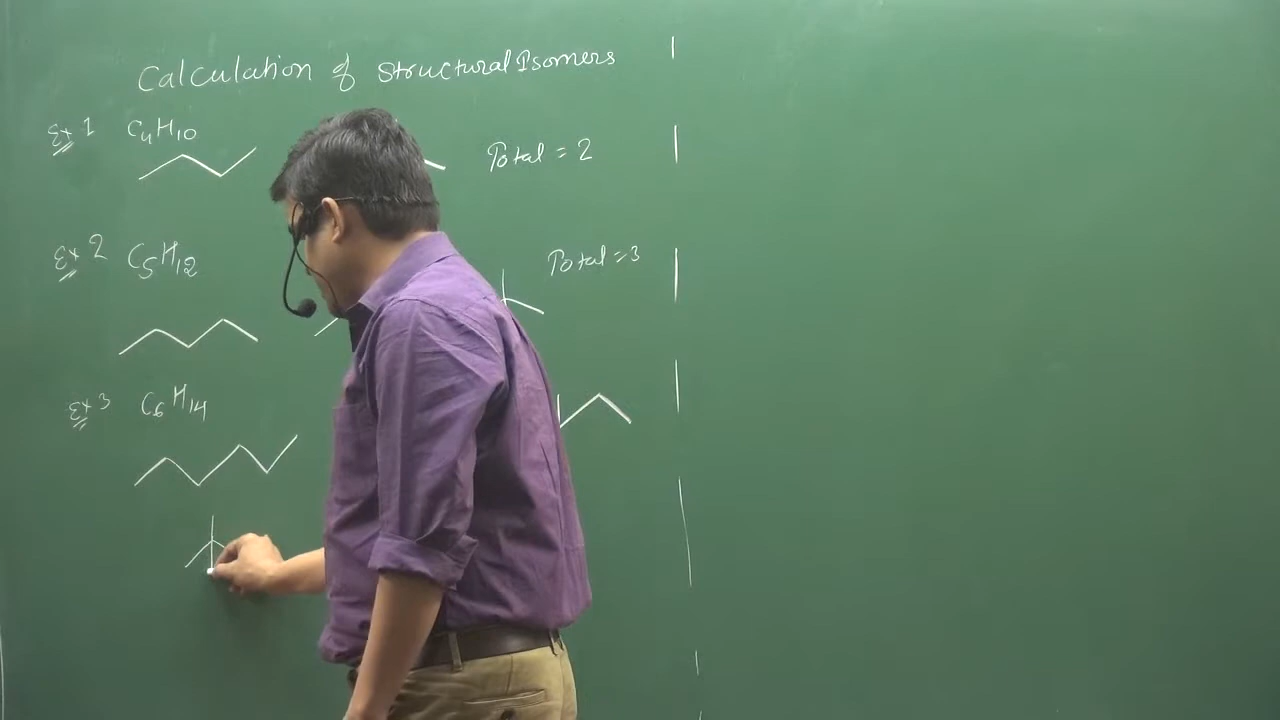 Calculation of Structural Isomers
Ex 1 C4H10
Total = 2
Ex 2 C5H12
Total = 3
Ex 3 C6H14